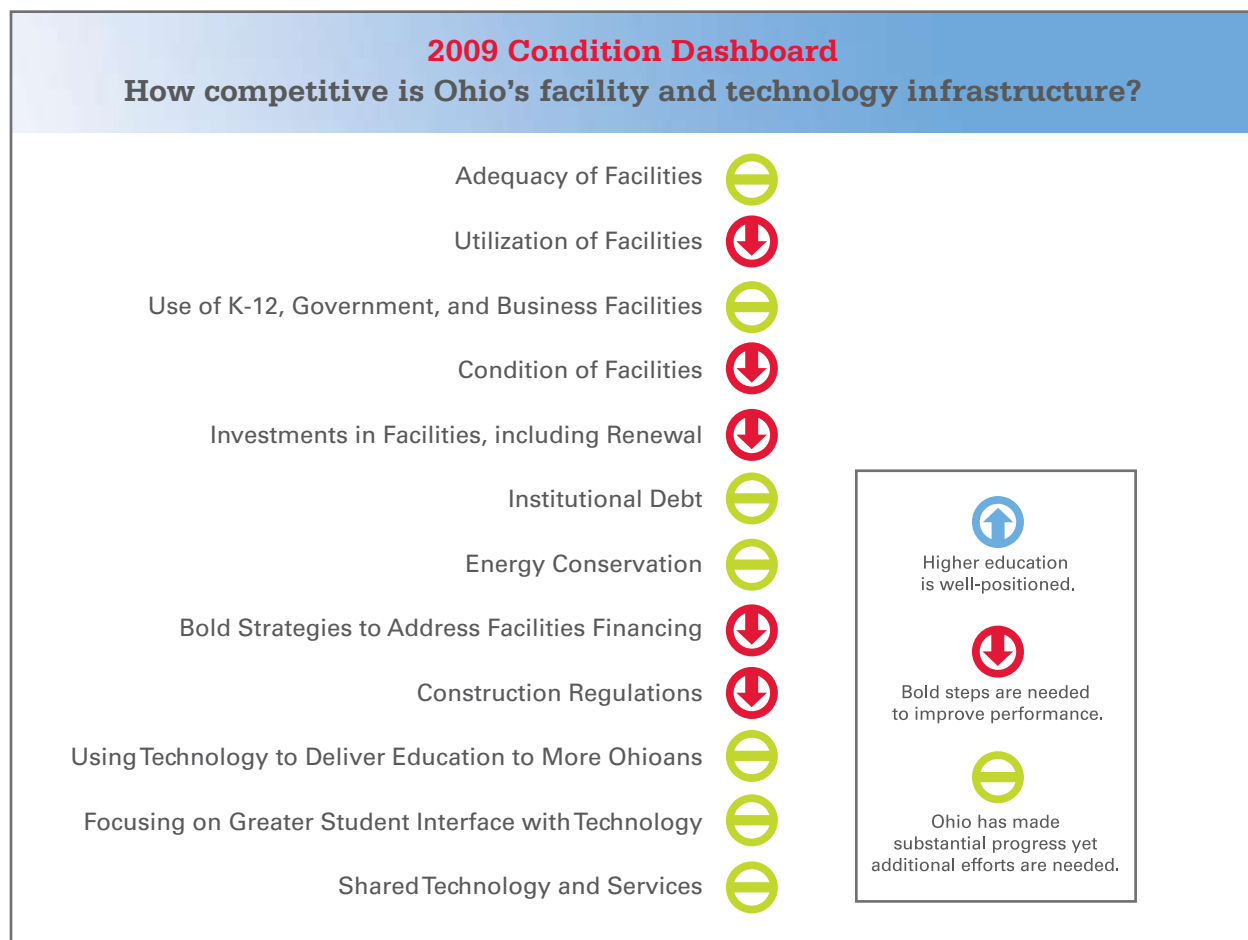 2009 Condition Dashboard
How competitive is Ohio’s facility and technology infrastructure?
Adequacy of Facilities
Utilization of Facilities
Use of K-12, Government, and Business Facilities
Condition of Facilities
Investments in Facilities, including Renewal
Institutional Debt
Energy Conservation
Bold Strategies to Address Facilities Financing
Construction Regulations
Using Technology to Deliver Education to More Ohioans
Focusing on Greater Student Interface with Technology
Shared Technology and Services
Higher education
is well-positioned.
Bold steps are needed
to improve performance.
Ohio has made
substantial progress yet
additional efforts are needed.